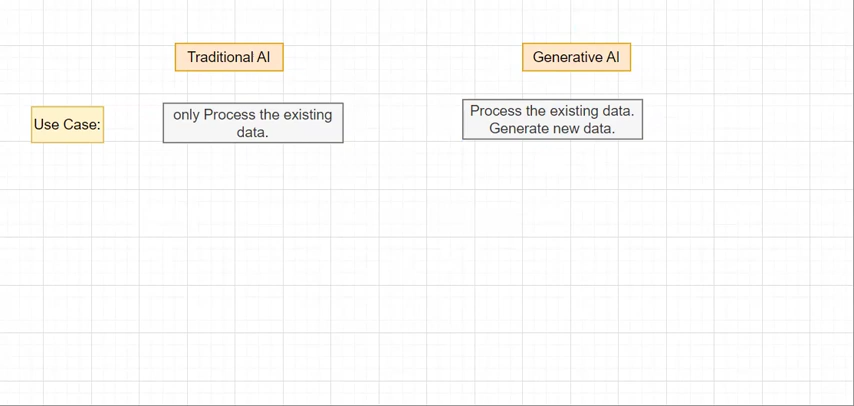 Traditional AI
Generative AI
Use Case:
only Process the existing
data.
Process the existing data.
Generate new data.